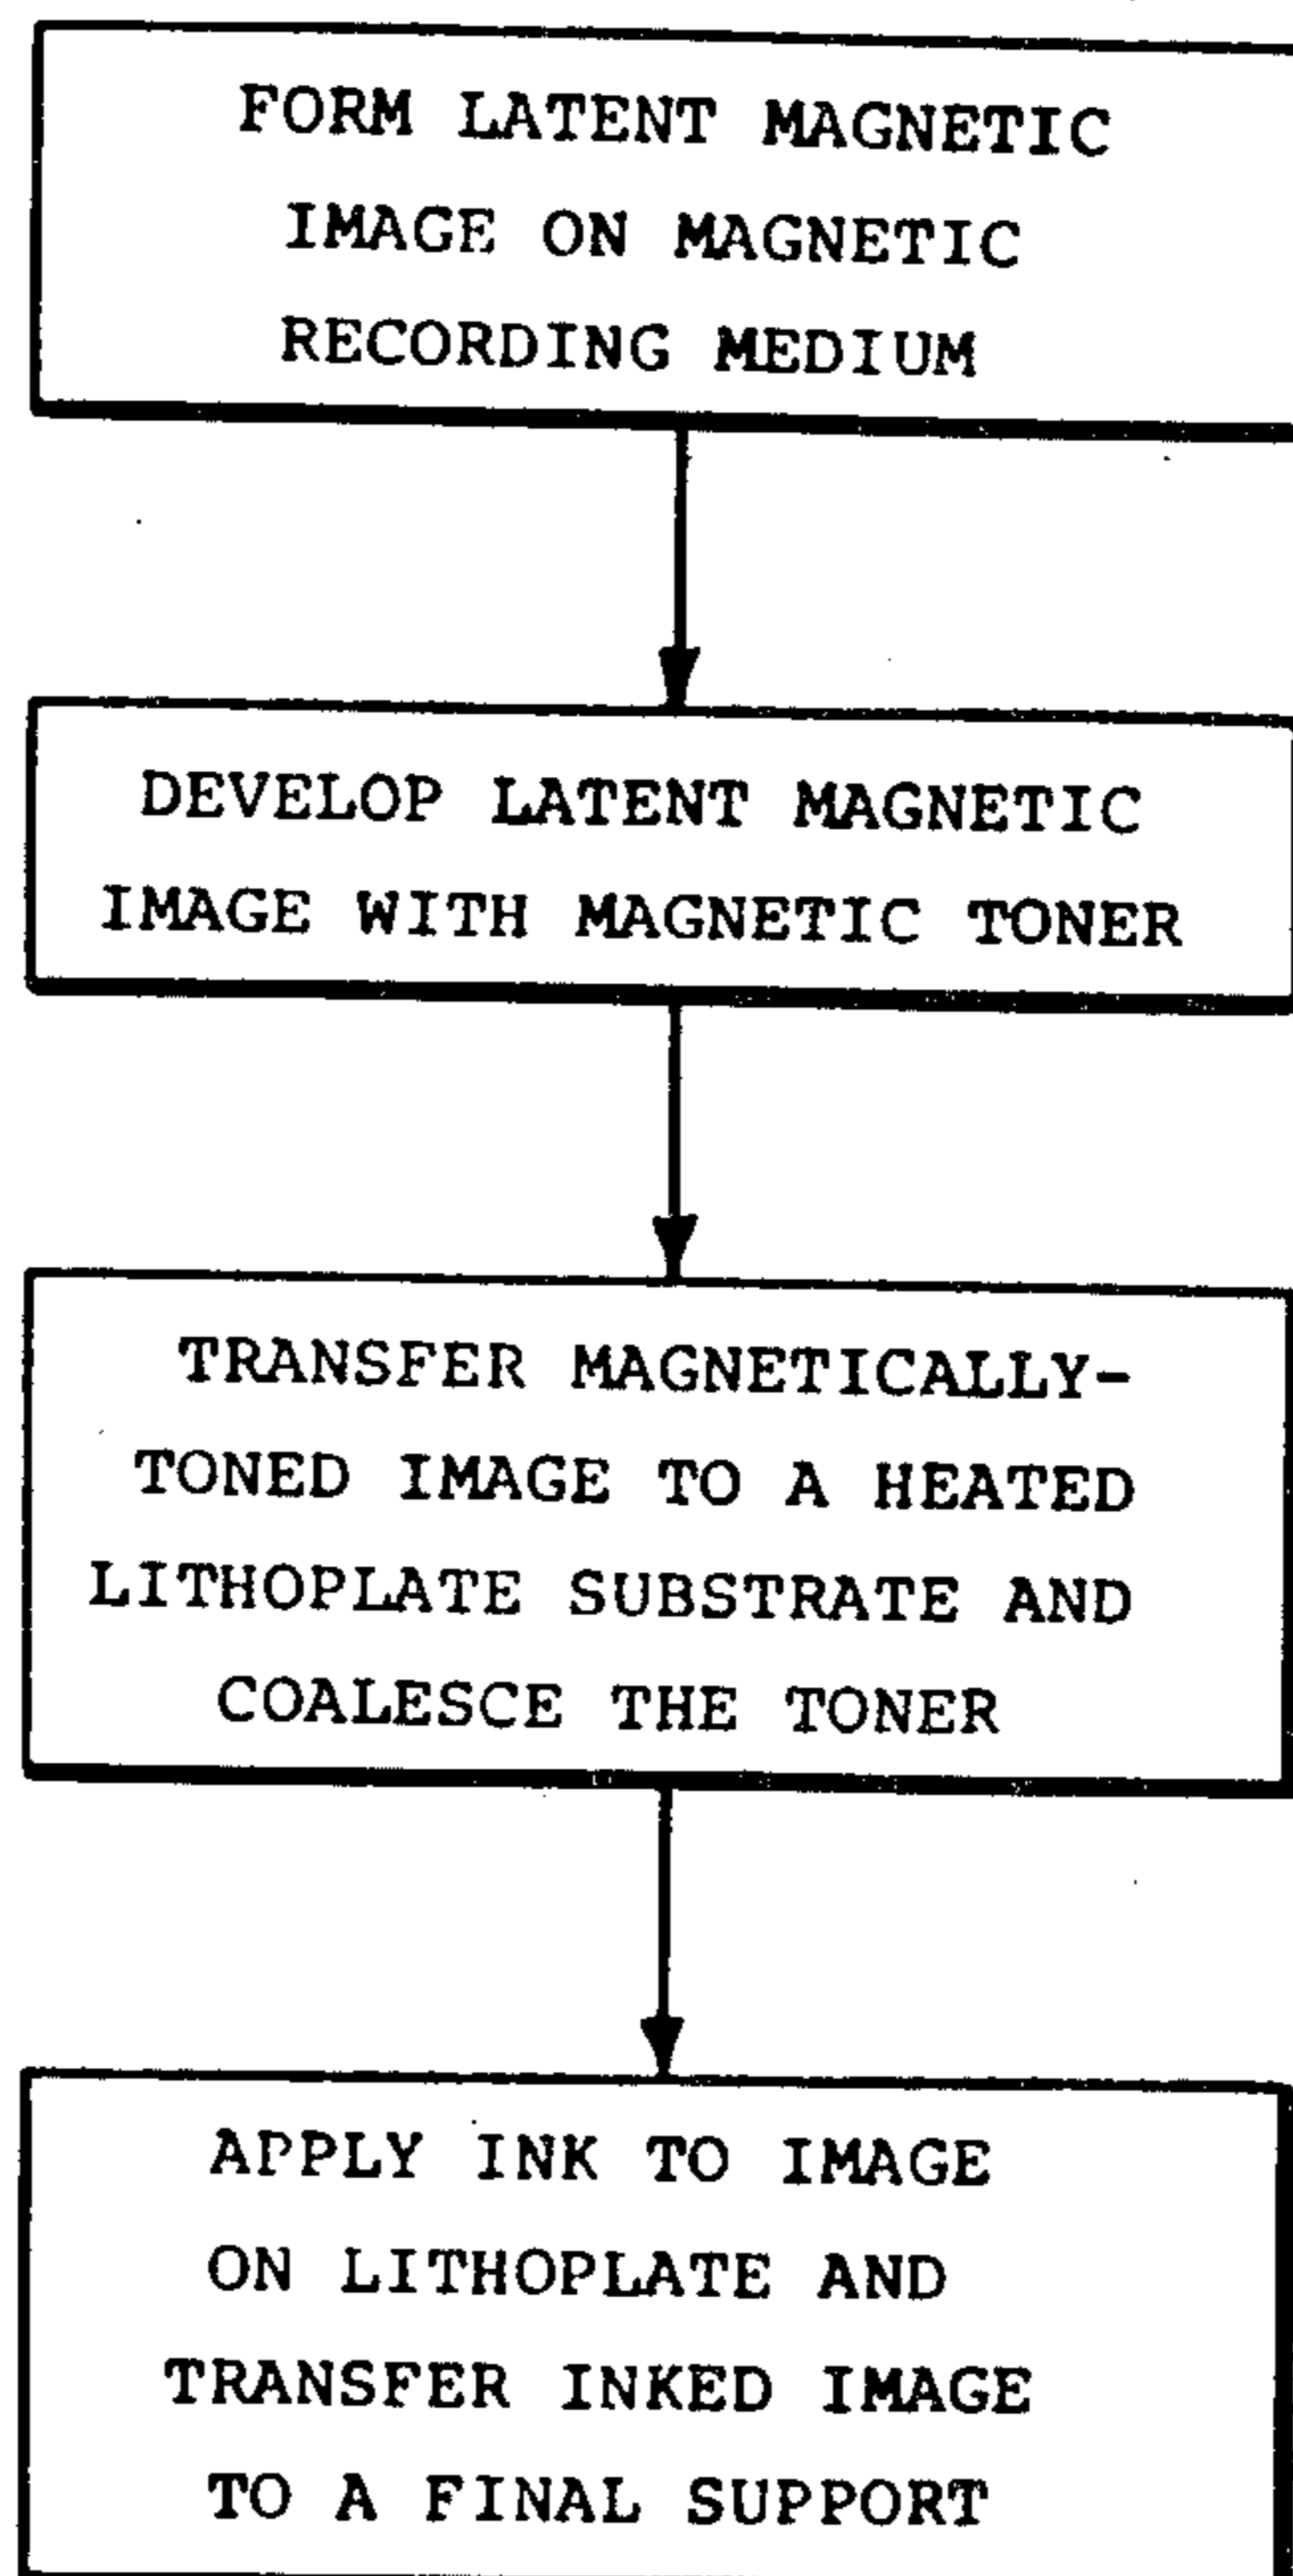 FORM LATENT MAGNETIC
IMAGE ON MAGNETIC
RECORDING MEDIUM
DEVELOP LATENT MAGNETIC
IMAGE WITH MAGNETIC TONER
TRANSFER MAGNETICALLY-
TONED IMAGE TO A HEATED
LITHOPLATE SUBSTRATE AND
COALESCE THE TONER
APPLY INK TO IMAGE
ON LITHOPLATE AND
TRANSFER INKED IMAGE
TO A FINAL SUPPORT